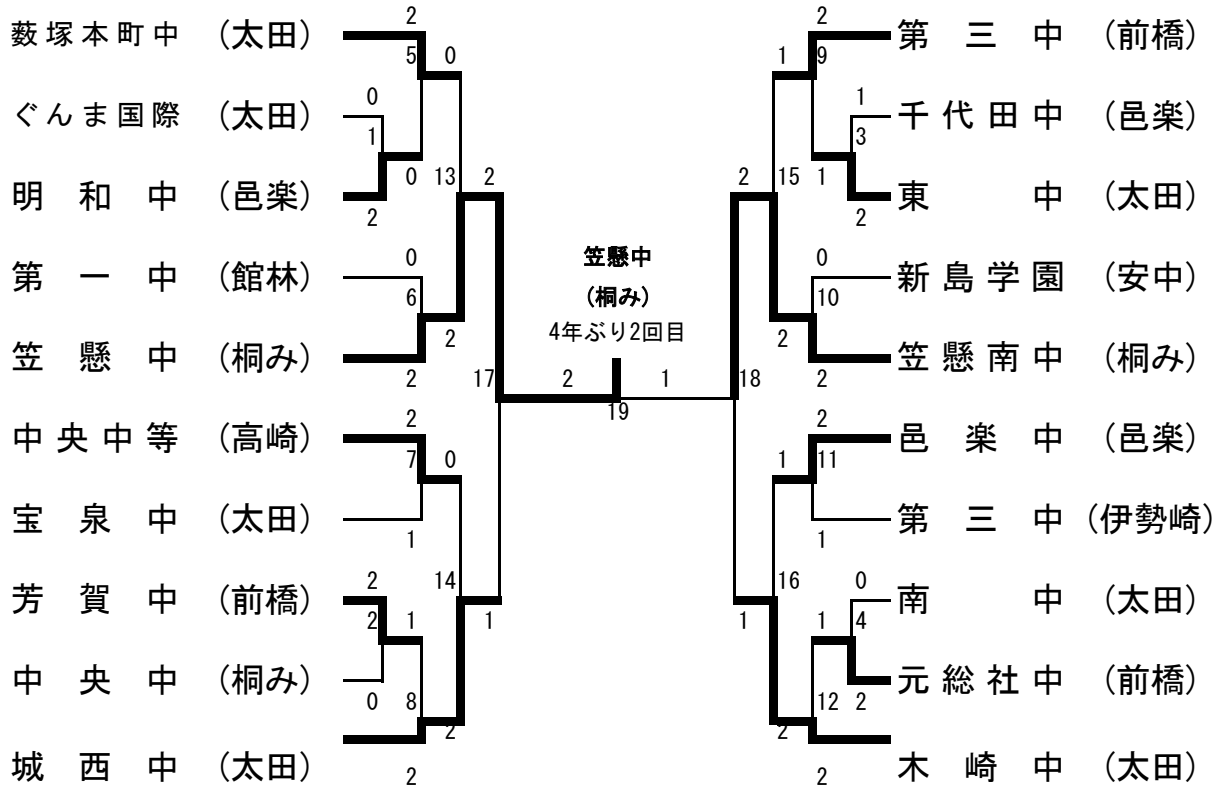 薮塚本町中 (太田) 2 2 第三中 (前橋)
5 0 1 9
ぐんま国際 (太田) 0 1 千代田中 (邑楽)
1 3
0 13 2 2 15 1
明和中 (邑楽) 2 2 東中 (太田)
笠懸中
第一中 (館林) 0 0 新島学園 (安中)
(桐み)
6 10
4年ぶり2回目
2 2
笠懸中 (桐み) 2 2 笠懸南中 (桐み)
17 2 1 18
19
中央中等 (高崎) 2 2 邑楽中 (邑楽)
7 0 1 11
宝泉中 (太田) 1 1 第三中 (伊勢崎)
14 16
芳賀中 (前橋) 2 0 南中 (太田)
2 1 1 1 1 4
中央中 (桐み) 0 8 12 2 元総社中 (前橋)
2 2
城西中 (太田) 2 2 木崎中 (太田)